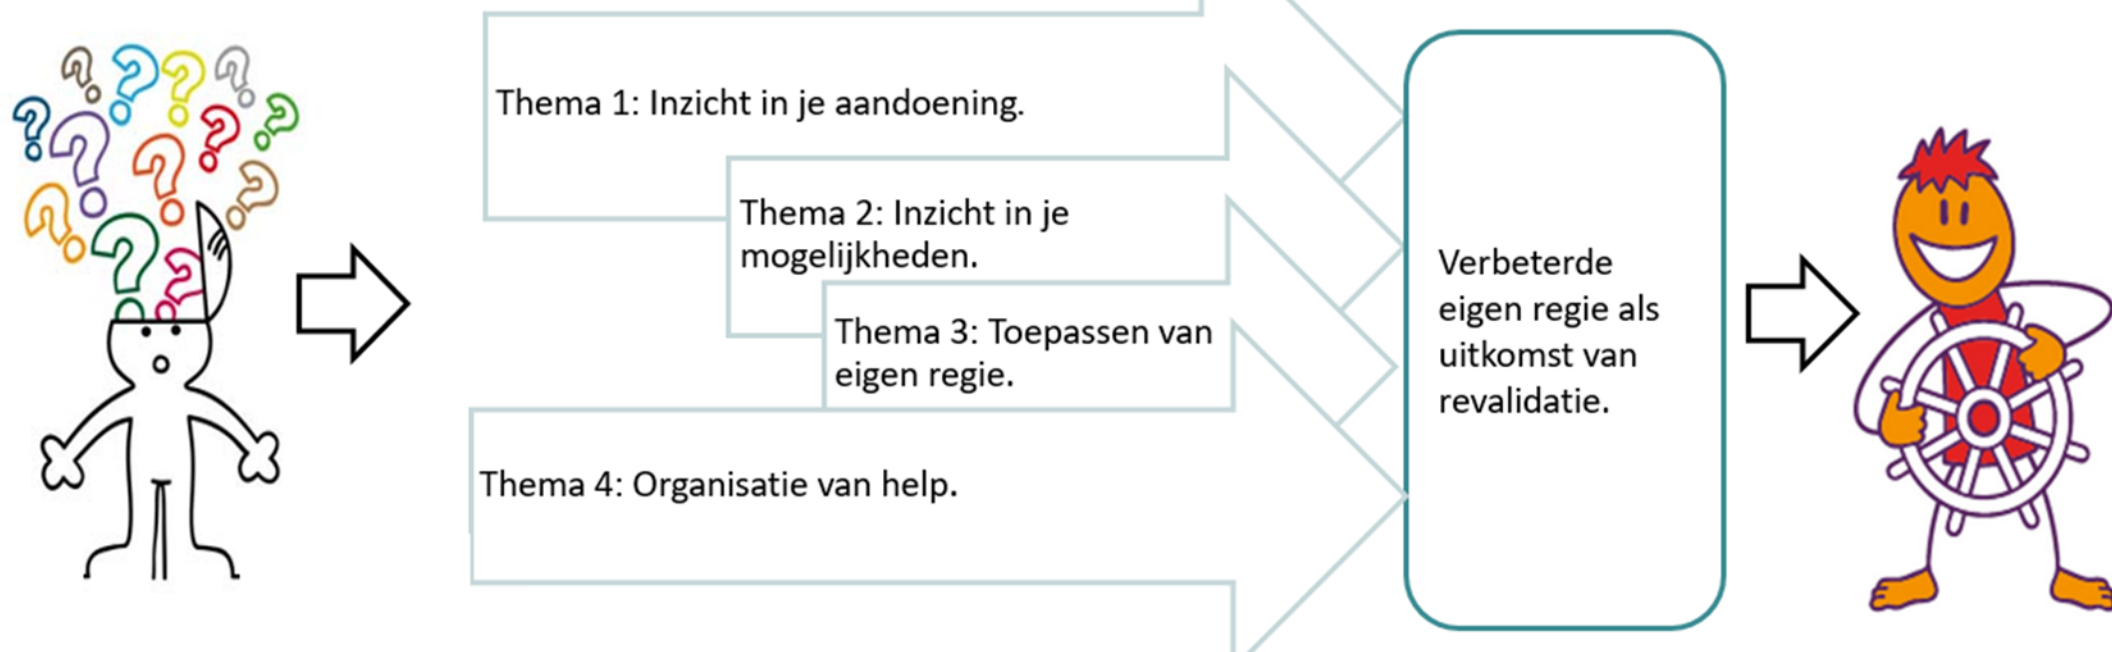 Thema 1: Inzicht in je aandoening.
Thema 2: Inzicht in je
mogelijkheden.
Thema 3: Toepassen van
eigen regie.
Thema 4: Organisatie van help.
Verbeterde
eigen regie als
uitkomst van
revalidatie.